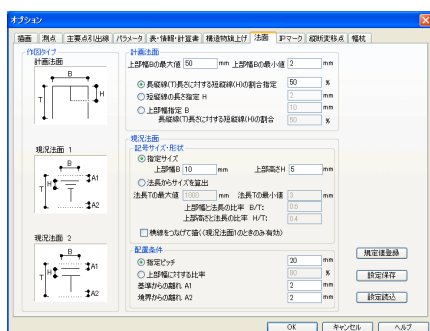 オプション
描画 測点 主要点引出線 パラメータ 表・情報・計算書 構造物旗上げ 法面 IPマーク 縦断変移点 幅杭
作図タイプ
計画法面
B
T
H
現況法面 1
B
T
H
A1
A2
現況法面 2
B
T
H
A1
A2
計画法面
上部幅Bの最大値 50 mm 上部幅Bの最小値 2 mm
長縦線(T)長さに対する短縦線(H)の割合指定 50 %
短縦線の長さ指定 H 2 mm
上部幅指定 B 10 mm
長縦線(T)長さに対する短縦線(H)の割合 50 %
現況法面
記号サイズ・形状
指定サイズ
上部幅B 10 mm 上部高さH 5 mm
法長からサイズを算出
法長Tの最大値 1000 mm 法長Tの最小値 3 mm
上部幅と法長の比率 B/T: 0.6
上部高さと法長の比率 H/T: 0.4
横線をつなげて描く(現況法面1のときのみ有効)
配置条件
指定ピッチ 20 mm
上部幅に対する比率 80 %
基準からの離れ A1 2 mm
境界からの離れ A2 2 mm
規定値登録
設定保存
設定読込
OK キャンセル ヘルプ